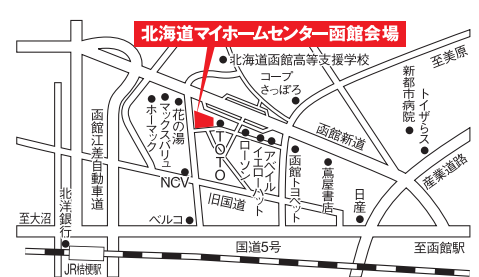 北海道マイホームセンター函館会場
北海道函館高等支援学校
至美原
コープ
さっぽろ
新都市病院
トイザらス
函館新道
産業道路
函館江差自動車道
ホーマック
マックスバリュ
花の湯
TOTO
ローソン
イエローハット
アベイル
函館トヨペット
蔦屋書店
日産
NCV
旧国道
ベルコ
北洋銀行
至大沼
国道5号
至函館駅
JR桔梗駅